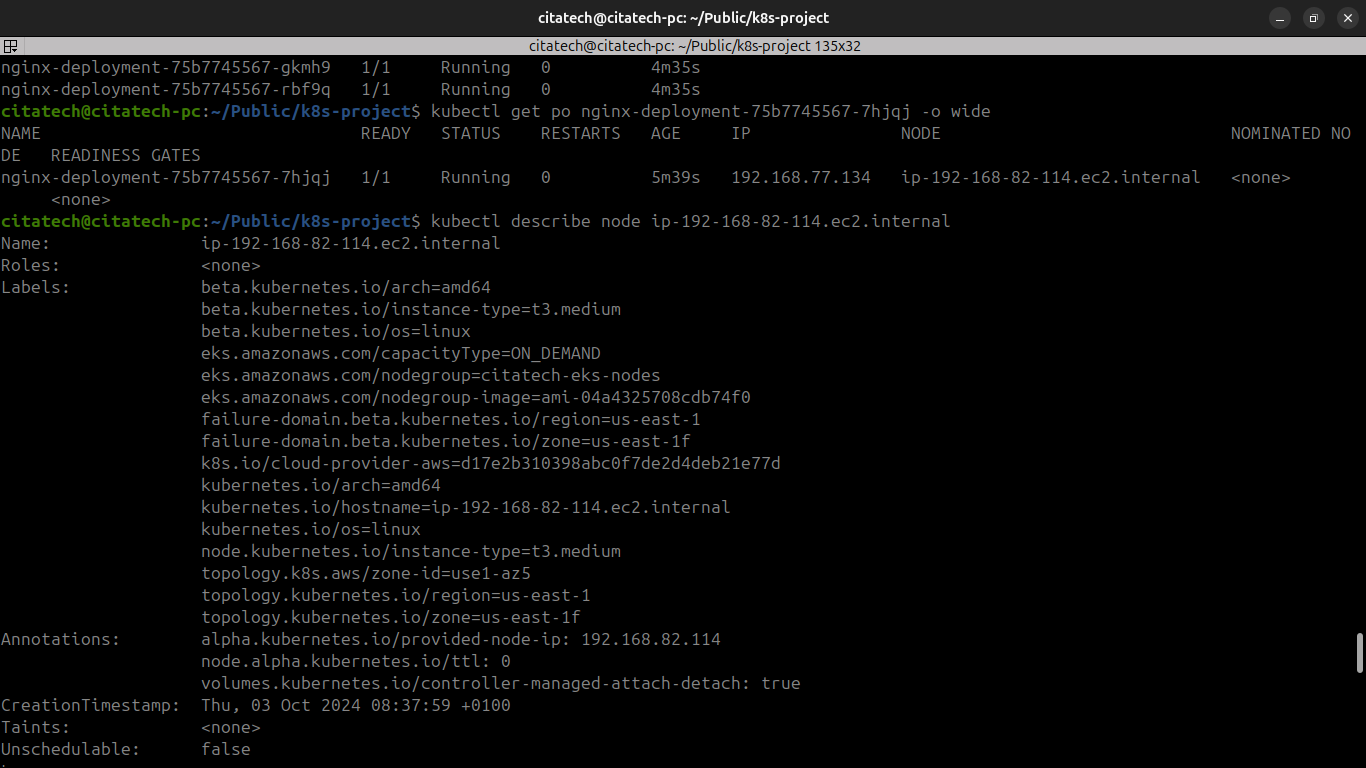 citatech@citatech-pc: ~/Public/k8s-project
citatech@citatech-pc: ~/Public/k8s-project 135x32
nginx-deployment-75b7745567-gkmh9   1/1     Running   0          4m35s
nginx-deployment-75b7745567-rbf9q   1/1     Running   0          4m35s
citatech@citatech-pc:~/Public/k8s-project$ kubectl get po nginx-deployment-75b7745567-7hjqj -o wide
NAME                                READY   STATUS    RESTARTS   AGE     IP               NODE                             NOMINATED NO
DE   READINESS GATES
nginx-deployment-75b7745567-7hjqj   1/1     Running   0          5m39s   192.168.77.134   ip-192-168-82-114.ec2.internal   <none>
     <none>
citatech@citatech-pc:~/Public/k8s-project$ kubectl describe node ip-192-168-82-114.ec2.internal
Name:               ip-192-168-82-114.ec2.internal
Roles:              <none>
Labels:             beta.kubernetes.io/arch=amd64
                    beta.kubernetes.io/instance-type=t3.medium
                    beta.kubernetes.io/os=linux
                    eks.amazonaws.com/capacityType=ON_DEMAND
                    eks.amazonaws.com/nodegroup=citatech-eks-nodes
                    eks.amazonaws.com/nodegroup-image=ami-04a4325708cdb74f0
                    failure-domain.beta.kubernetes.io/region=us-east-1
                    failure-domain.beta.kubernetes.io/zone=us-east-1f
                    k8s.io/cloud-provider-aws=d17e2b310398abc0f7de2d4deb21e77d
                    kubernetes.io/arch=amd64
                    kubernetes.io/hostname=ip-192-168-82-114.ec2.internal
                    kubernetes.io/os=linux
                    node.kubernetes.io/instance-type=t3.medium
                    topology.k8s.aws/zone-id=use1-az5
                    topology.kubernetes.io/region=us-east-1
                    topology.kubernetes.io/zone=us-east-1f
Annotations:        alpha.kubernetes.io/provided-node-ip: 192.168.82.114
                    node.alpha.kubernetes.io/ttl: 0
                    volumes.kubernetes.io/controller-managed-attach-detach: true
CreationTimestamp:  Thu, 03 Oct 2024 08:37:59 +0100
Taints:             <none>
Unschedulable:      false